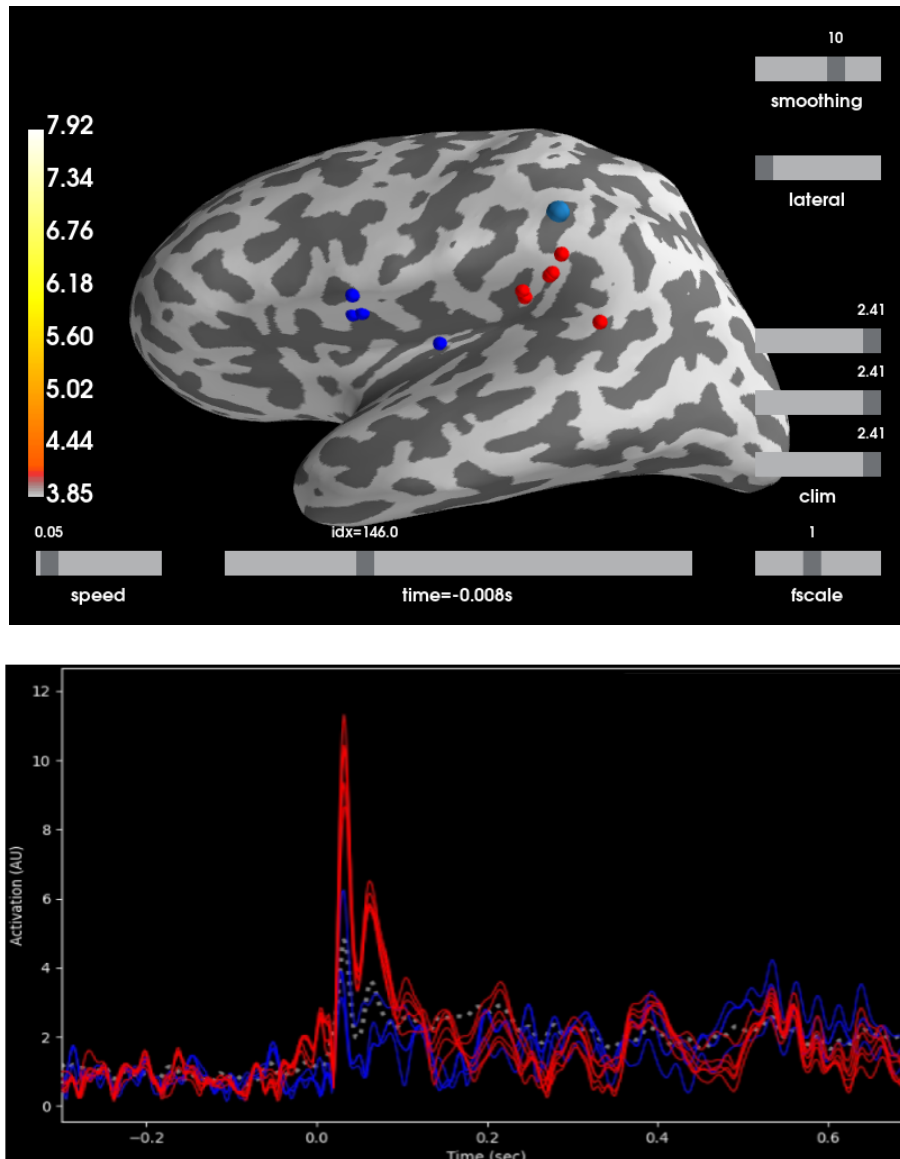 10
smoothing
lateral
7.92
7.34
6.76
6.18
5.60
5.02
4.44
3.85
2.41
2.41
2.41
clim
0.05
speed
idx=146.0
time=-0.008s
1
fscale
12
10
8
6
4
2
0
Activation (AU)
−0.2
0.0
0.2
0.4
0.6
Time (sec)